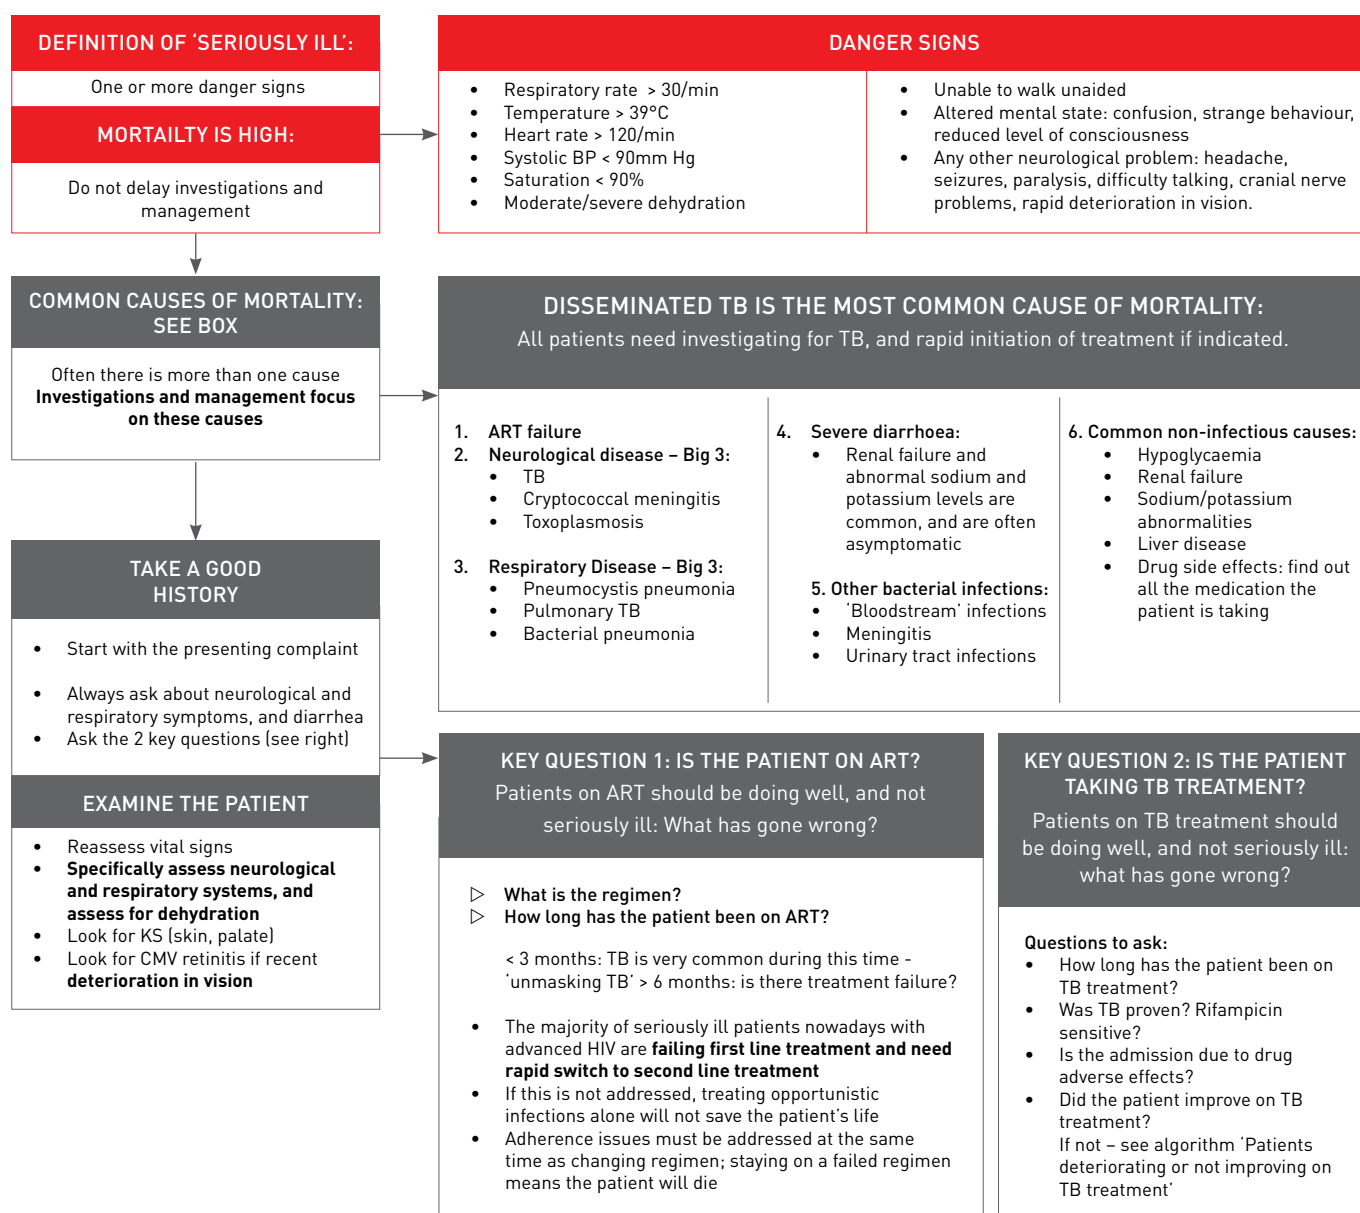 DEFINITION OF ‘SERIOUSLY ILL’:
One or more danger signs
MORTAILTY IS HIGH:
Do not delay investigations and
management
DANGER SIGNS
• Respiratory rate > 30/min
• Temperature > 39°C
• Heart rate > 120/min
• Systolic BP < 90mm Hg
• Saturation < 90%
• Moderate/severe dehydration
• Unable to walk unaided
• Altered mental state: confusion, strange behaviour,
reduced level of consciousness
• Any other neurological problem: headache,
seizures, paralysis, difficulty talking, cranial nerve
problems, rapid deterioration in vision.
COMMON CAUSES OF MORTALITY:
SEE BOX
Often there is more than one cause
Investigations and management focus
on these causes
DISSEMINATED TB IS THE MOST COMMON CAUSE OF MORTALITY:
All patients need investigating for TB, and rapid initiation of treatment if indicated.
1. ART failure
2. Neurological disease – Big 3:
• TB
• Cryptococcal meningitis
• Toxoplasmosis
3. Respiratory Disease – Big 3:
• Pneumocystis pneumonia
• Pulmonary TB
• Bacterial pneumonia
4. Severe diarrhoea:
• Renal failure and
abnormal sodium and
potassium levels are
common, and are often
asymptomatic
5. Other bacterial infections:
• ‘Bloodstream’ infections
• Meningitis
• Urinary tract infections
6. Common non-infectious causes:
• Hypoglycaemia
• Renal failure
• Sodium/potassium
abnormalities
• Liver disease
• Drug side effects: find out
all the medication the
patient is taking
TAKE A GOOD
HISTORY
• Start with the presenting complaint
• Always ask about neurological and
respiratory symptoms, and diarrhea
• Ask the 2 key questions (see right)
EXAMINE THE PATIENT
• Reassess vital signs
• Specifically assess neurological
and respiratory systems, and
assess for dehydration
• Look for KS (skin, palate)
• Look for CMV retinitis if recent
deterioration in vision
KEY QUESTION 1: IS THE PATIENT ON ART?
Patients on ART should be doing well, and not
seriously ill: What has gone wrong?
▷ What is the regimen?
▷ How long has the patient been on ART?
< 3 months: TB is very common during this time -
‘unmasking TB’ > 6 months: is there treatment failure?
• The majority of seriously ill patients nowadays with
advanced HIV are failing first line treatment and need
rapid switch to second line treatment
• If this is not addressed, treating opportunistic
infections alone will not save the patient’s life
• Adherence issues must be addressed at the same
time as changing regimen; staying on a failed regimen
means the patient will die
KEY QUESTION 2: IS THE PATIENT
TAKING TB TREATMENT?
Patients on TB treatment should
be doing well, and not seriously ill:
what has gone wrong?
Questions to ask:
• How long has the patient been on
TB treatment?
• Was TB proven? Rifampicin
sensitive?
• Is the admission due to drug
adverse effects?
• Did the patient improve on TB
treatment?
If not – see algorithm ‘Patients
deteriorating or not improving on
TB treatment’